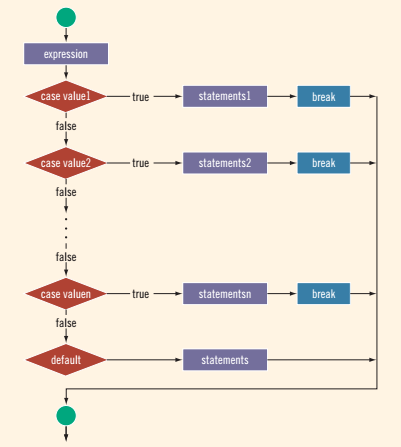 expression
case value1 true statements1 break
false
case value2 true statements2 break
false
false
case valuen true statementsn break
false
default statements